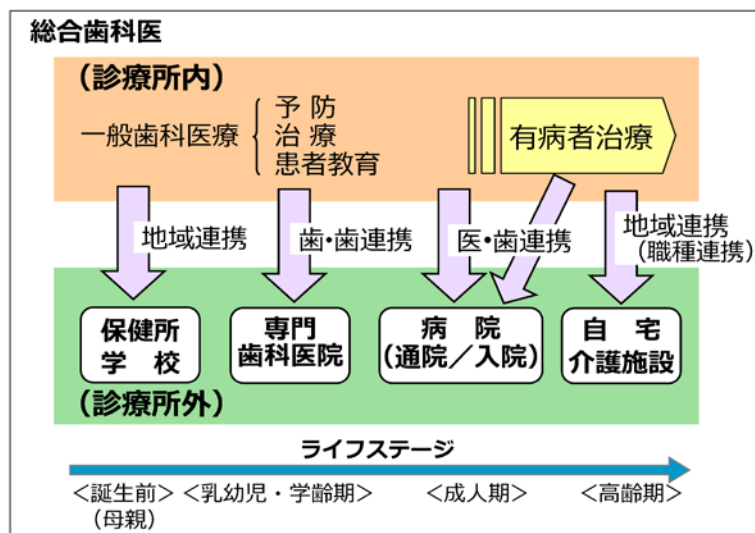 総合歯科医
(診療所内)
一般歯科医療
予 防
治 療
患者教育
有病者治療
地域連携
歯・歯連携
医・歯連携
地域連携
(職種連携)
保健所
学 校
専門
歯科医院
病 院
(通院／入院)
自 宅
介護施設
(診療所外)
ライフステージ
<誕生前>
(母親)
<乳幼児・学齢期>
<成人期>
<高齢期>